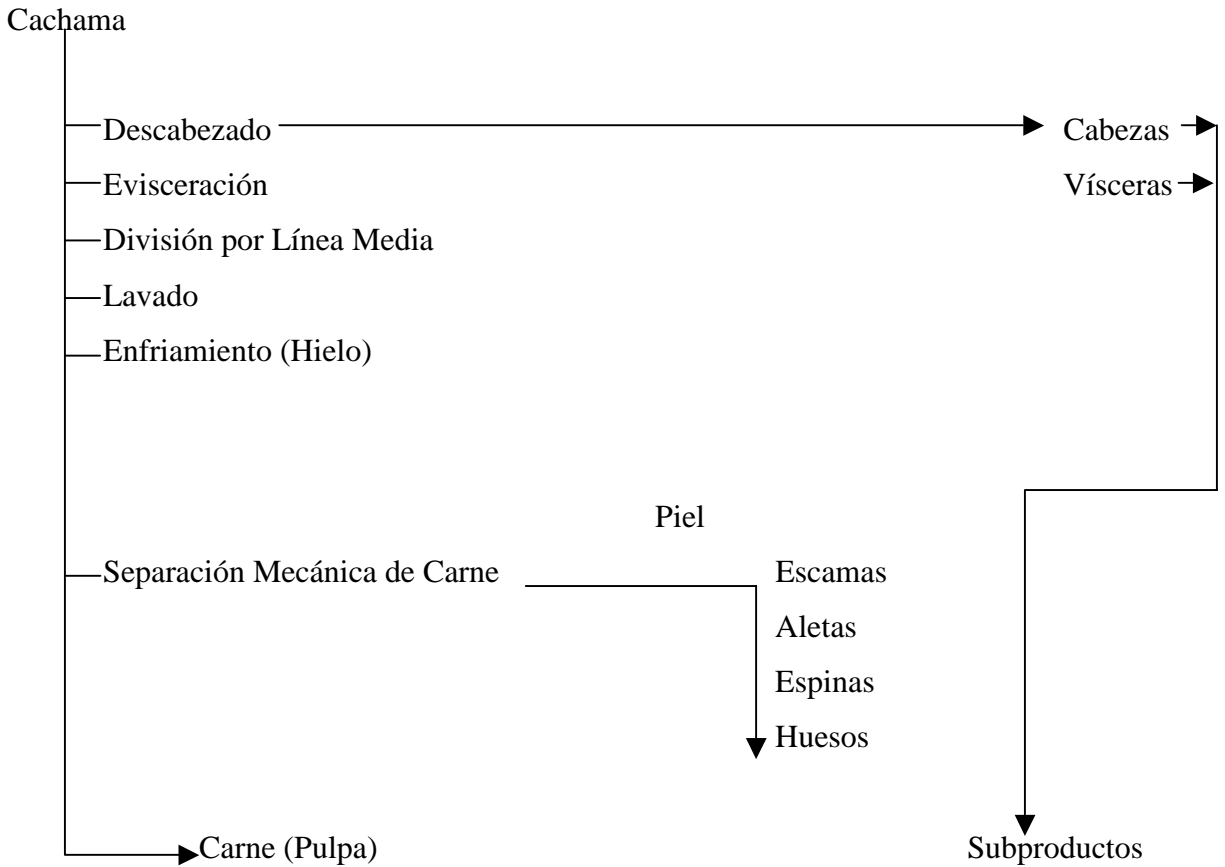 Cachama
Descabezado Cabezas
Evisceración Vísceras
División por Línea Media
Lavado
Enfriamiento (Hielo)
Piel
Separación Mecánica de Carne Escamas
Aletas
Espinas
Huesos
Carne (Pulpa) Subproductos